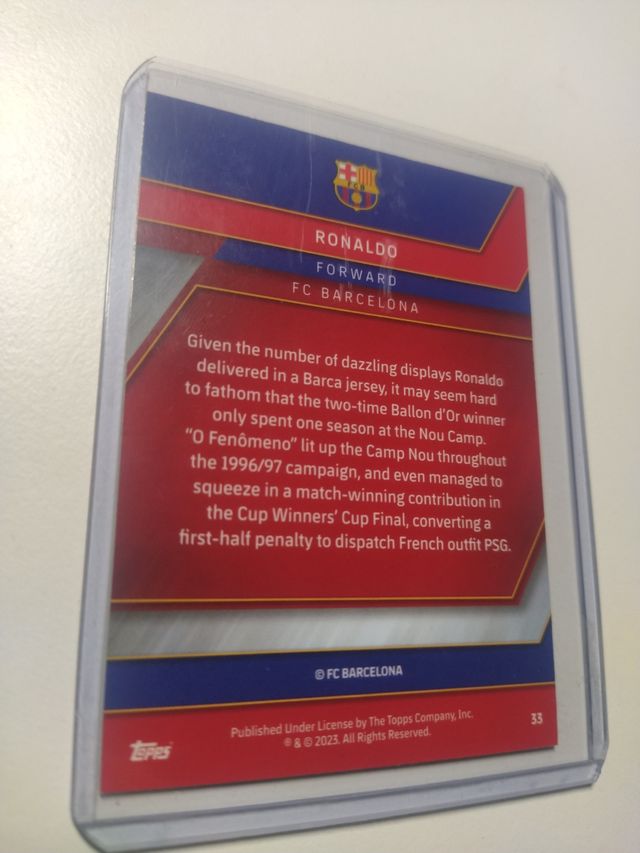 FCB
RONALDO
FORWARD
FC BARCELONA
Given the number of dazzling displays Ronaldo
delivered in a Barca jersey, it may seem hard
to fathom that the two-time Ballon d'Or winner
only spent one season at the Nou Camp.
"O Fenômeno" lit up the Camp Nou throughout
the 1996/97 campaign, and even managed to
squeeze in a match-winning contribution in
the Cup Winners' Cup Final, converting a
first-half penalty to dispatch French outfit PSG.
© FC BARCELONA
Published Under License by The Topps Company, Inc.
® & © 2023. All Rights Reserved.
Topps
33